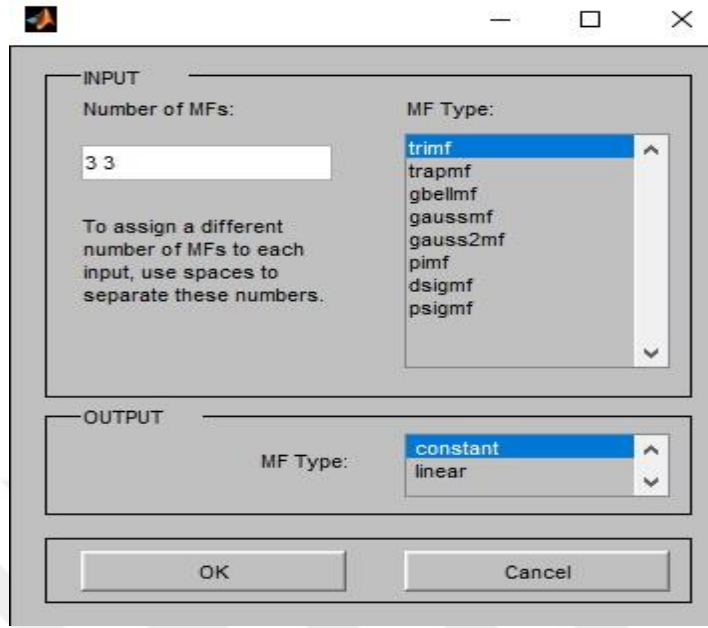 INPUT
Number of MFs:
3 3
To assign a different
number of MFs to each
input, use spaces to
separate these numbers.
MF Type:
trimf
trapmf
gbellmf
gaussmf
gauss2mf
pimf
dsigmf
psigmf
OUTPUT
MF Type:
constant
linear
OK
Cancel